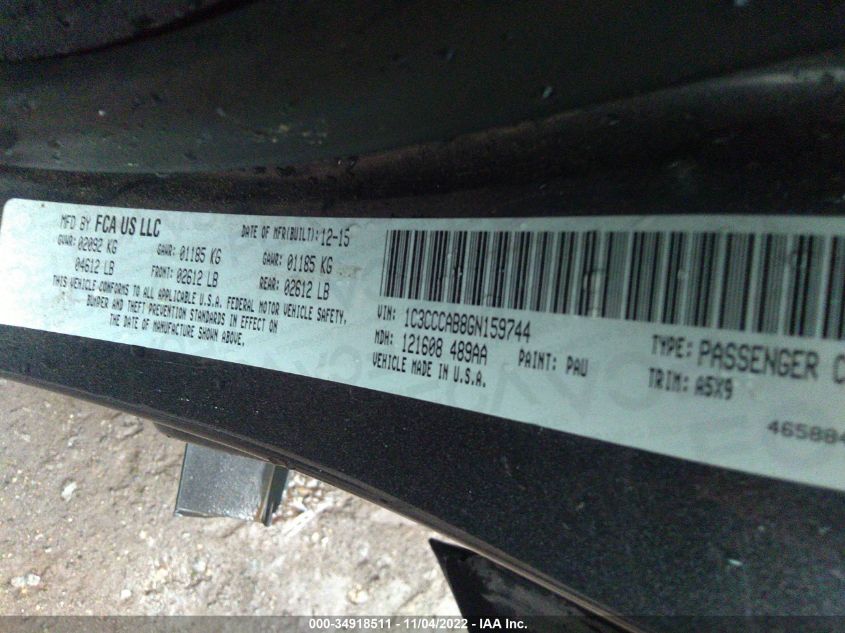 MFD BY FCA US LLC
DATE OF MFR(BUILT): 12-15
GVWR: 02092 KG
GAWR: 01185 KG
GAWR: 01185 KG
04612 LB
FRONT: 02612 LB
REAR: 02612 LB
THIS VEHICLE CONFORMS TO ALL APPLICABLE U.S.A. FEDERAL MOTOR VEHICLE SAFETY,
BUMPER AND THEFT PREVENTION STANDARDS IN EFFECT ON
THE DATE OF MANUFACTURE SHOWN ABOVE.
VIN: 1C3CCCAB8GN159744
TYPE: PASSENGER C
MDH: 121608 489AA
PAINT: PAU
TRIM: A5X9
VEHICLE MADE IN U.S.A.
46588
000-34918511 - 11/04/2022 - IAA Inc.